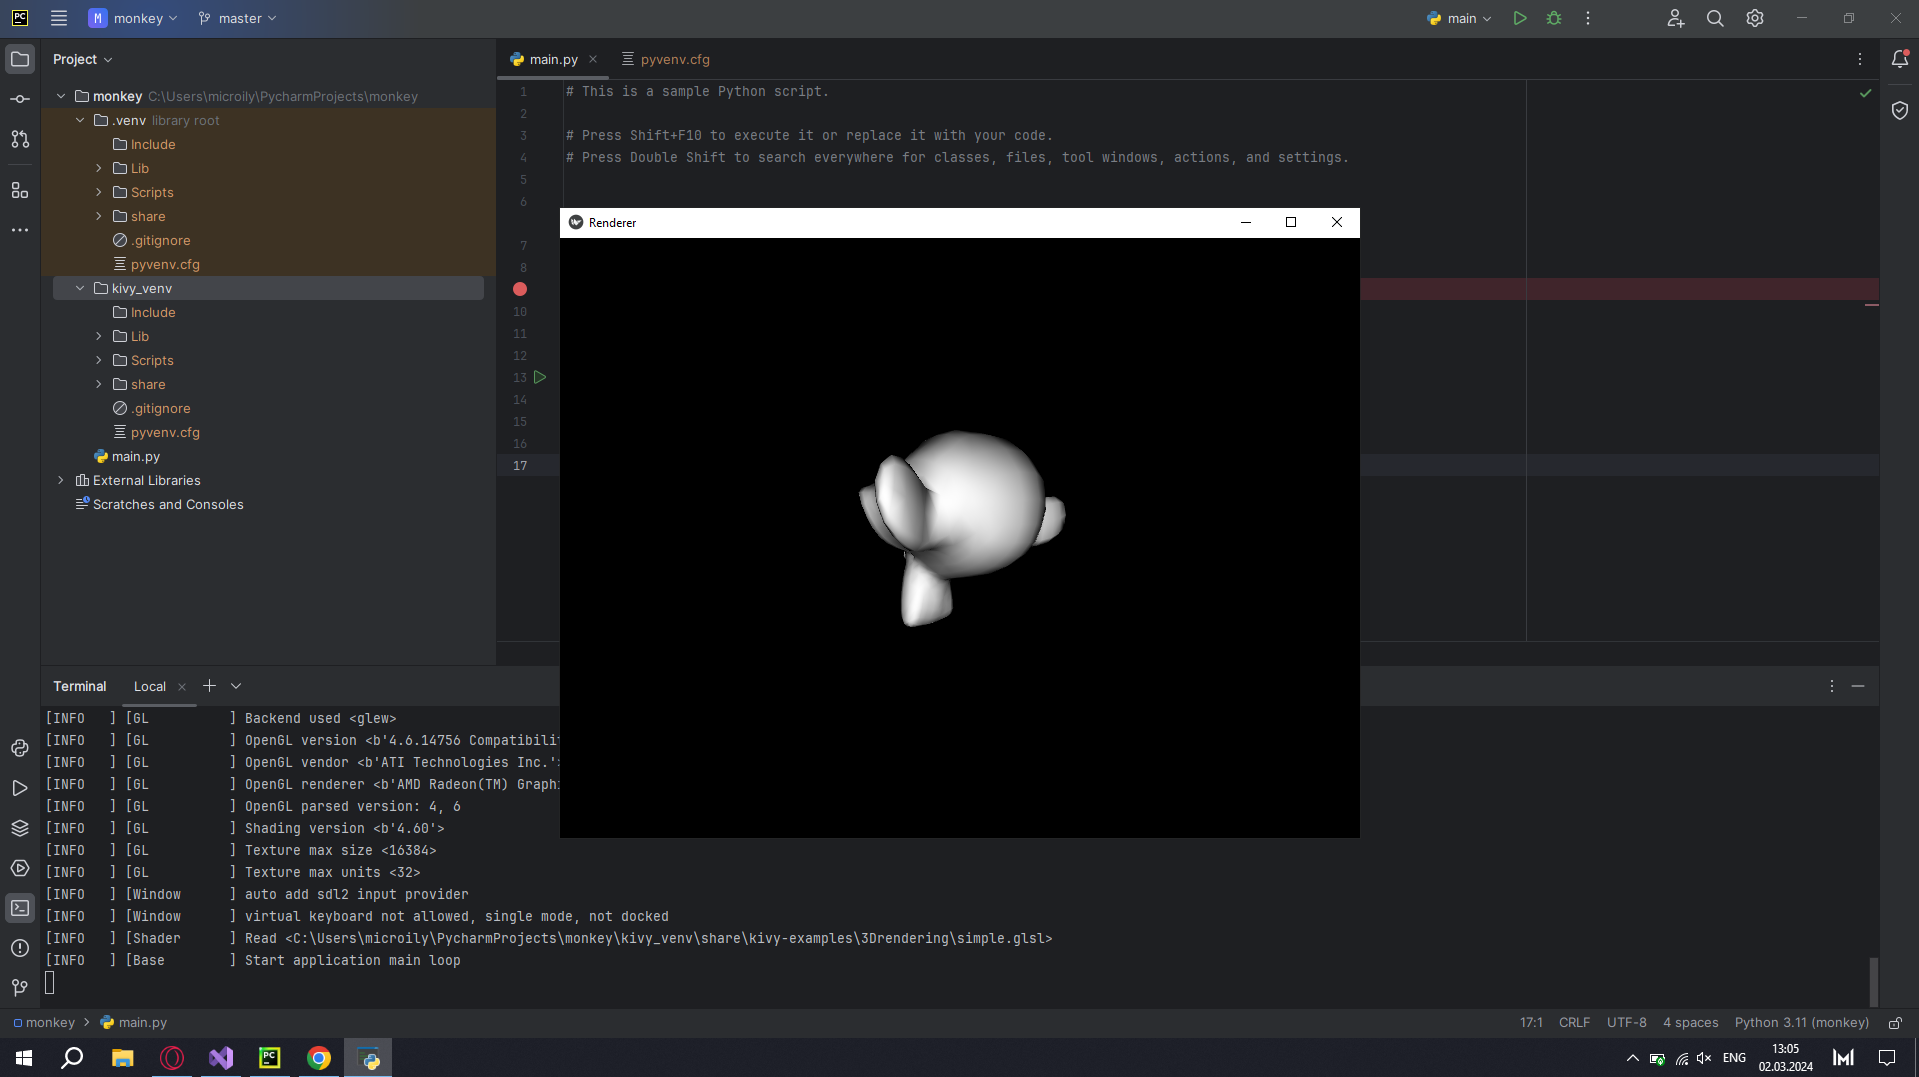 PC M monkey master main
Project
main.py
pyvenv.cfg
monkey C:\Users\microily\PycharmProjects\monkey
.venv library root
Include
Lib
Scripts
share
.gitignore
pyvenv.cfg
kivy_venv
Include
Lib
Scripts
share
.gitignore
pyvenv.cfg
main.py
External Libraries
Scratches and Consoles
1 # This is a sample Python script.
2
3 # Press Shift+F10 to execute it or replace it with your code.
4 # Press Double Shift to search everywhere for classes, files, tool windows, actions, and settings.
5
6
7
8
10
11
12
13
14
15
16
17
Renderer
Terminal Local
[INFO ] [GL ] Backend used <glew>
[INFO ] [GL ] OpenGL version <b'4.6.14756 Compatibili
[INFO ] [GL ] OpenGL vendor <b'ATI Technologies Inc.'>
[INFO ] [GL ] OpenGL renderer <b'AMD Radeon(TM) Graphi
[INFO ] [GL ] OpenGL parsed version: 4, 6
[INFO ] [GL ] Shading version <b'4.60'>
[INFO ] [GL ] Texture max size <16384>
[INFO ] [GL ] Texture max units <32>
[INFO ] [Window ] auto add sdl2 input provider
[INFO ] [Window ] virtual keyboard not allowed, single mode, not docked
[INFO ] [Shader ] Read <C:\Users\microily\PycharmProjects\monkey\kivy_venv\share\kivy-examples\3Drendering\simple.glsl>
[INFO ] [Base ] Start application main loop
monkey > main.py
17:1 CRLF UTF-8 4 spaces Python 3.11 (monkey)
PC
ENG
13:05
02.03.2024